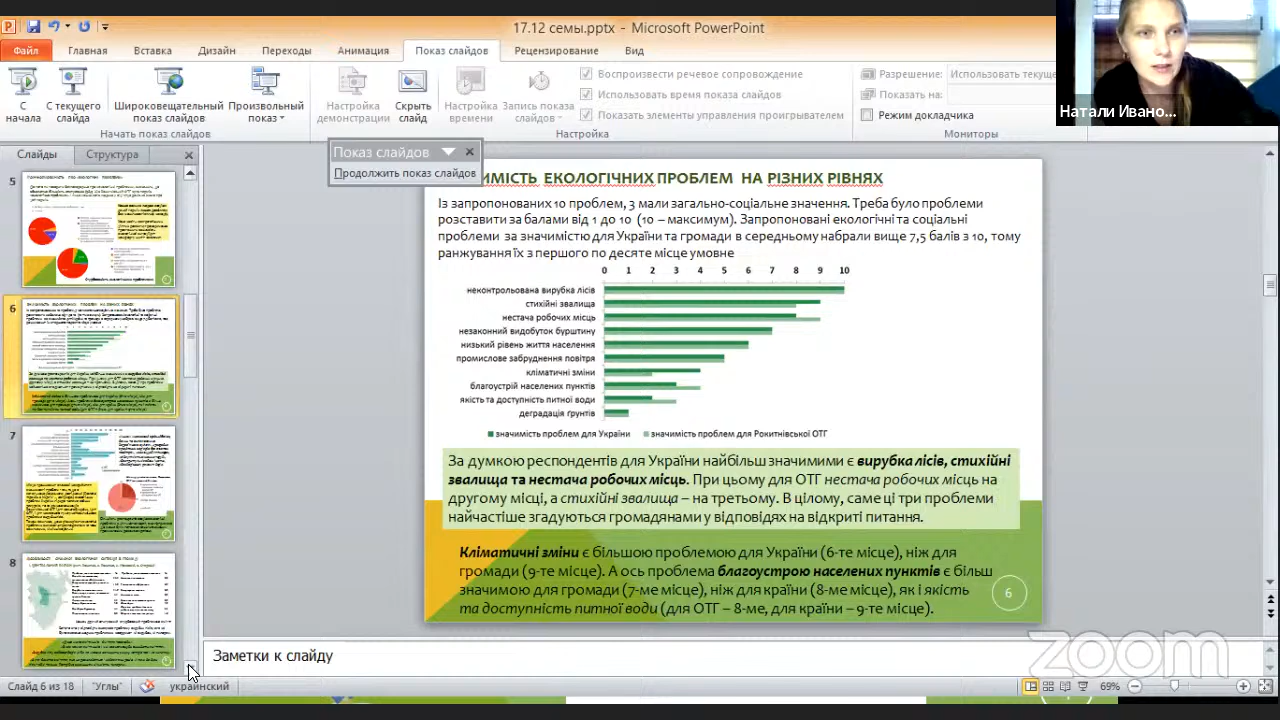 17.12 семы.pptx - Microsoft PowerPoint
Файл Главная Вставка Дизайн Переходы Анимация Показ слайдов Рецензирование Вид
С начала
С текущего слайда
Широковещательный показ слайдов
Произвольный показ
Настройка демонстрации
Скрыть слайд
Настройка времени
Запись показа слайдов
Воспроизвести речевое сопровождение
Использовать время показа слайдов
Показать элементы управления проигрывателем
Разрешение: Использовать текуще
Показать на:
Режим докладчика
Начать показ слайдов
Настройка
Мониторы
Натали Ивано...
Слайды Структура
Показ слайдов
Продолжить показ слайдов
5
6
7
8
ИМІСТЬ ЕКОЛОГІЧНИХ ПРОБЛЕМ НА РІЗНИХ РІВНЯХ
Із запропонованих 10 проблем, 3 мали загально-соціальне значення. Треба було проблеми
розставити за балами від 1 до 10 (10 – максимум). Запропоновані екологічні та соціальні
проблеми за значимістю для України та громади в середньому набрали вище 7,5 балів з 10, тому
ранжування їх з першого по десяте місце умовне
0 1 2 3 4 5 6 7 8 9 10
неконтрольована вирубка лісів
стихійні звалища
нестача робочих місць
незаконний видобуток бурштину
низький рівень життя населення
промислове забруднення повітря
кліматичні зміни
благоустрій населених пунктів
якість та доступність питної води
деградація ґрунтів
значимість проблем для України значимість проблем для Рокитнівської ОТГ
За думкою респондентів для України найбільш значимими є вирубка лісів, стихійні
звалища та нестача робочих місць. При цьому для ОТГ нестача робочих місць на
другому місці, а стихійні звалища – на третьому. В цілому, саме ці три проблеми
найчастіше згадуються громадянами у відповідях на відкриті питання.
Кліматичні зміни є більшою проблемою для України (6-те місце), ніж для
громади (9-те місце). А ось проблема благоустрою населених пунктів є більш
значимою для громади (7-ме місце), ніж для країни (8-ме місце), як і якість
та доступність питної води (для ОТГ – 8-ме, для країни – 9-те місце).
6
Заметки к слайду
zoom
Слайд 6 из 18 "Углы" украинский 69%